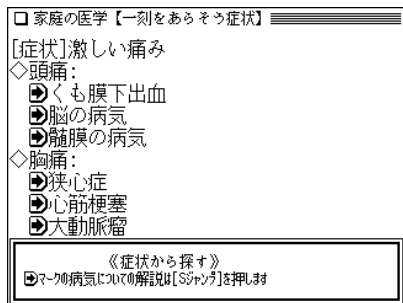 家庭の医学【一刻をあらそう症状】
[症状]激しい痛み
◇頭痛:
➡くも膜下出血
➡脳の病気
➡髄膜の病気
◇胸痛:
➡狭心症
➡心筋梗塞
➡大動脈瘤
《症状から探す》
➡マークの病気についての解説は[Sジャンプ]を押します